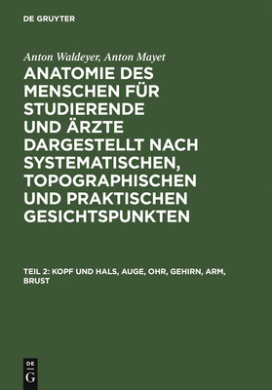 DE GRUYTER
Anton Waldeyer, Anton Mayet
ANATOMIE DES
MENSCHEN FÜR
STUDIERENDE
UND ÄRZTE
DARGESTELLT NACH
SYSTEMATISCHEN,
TOPOGRAPHISCHEN
UND PRAKTISCHEN
GESICHTSPUNKTEN
TEIL 2: KOPF UND HALS, AUGE, OHR, GEHIRN, ARM,
BRUST
DE
G